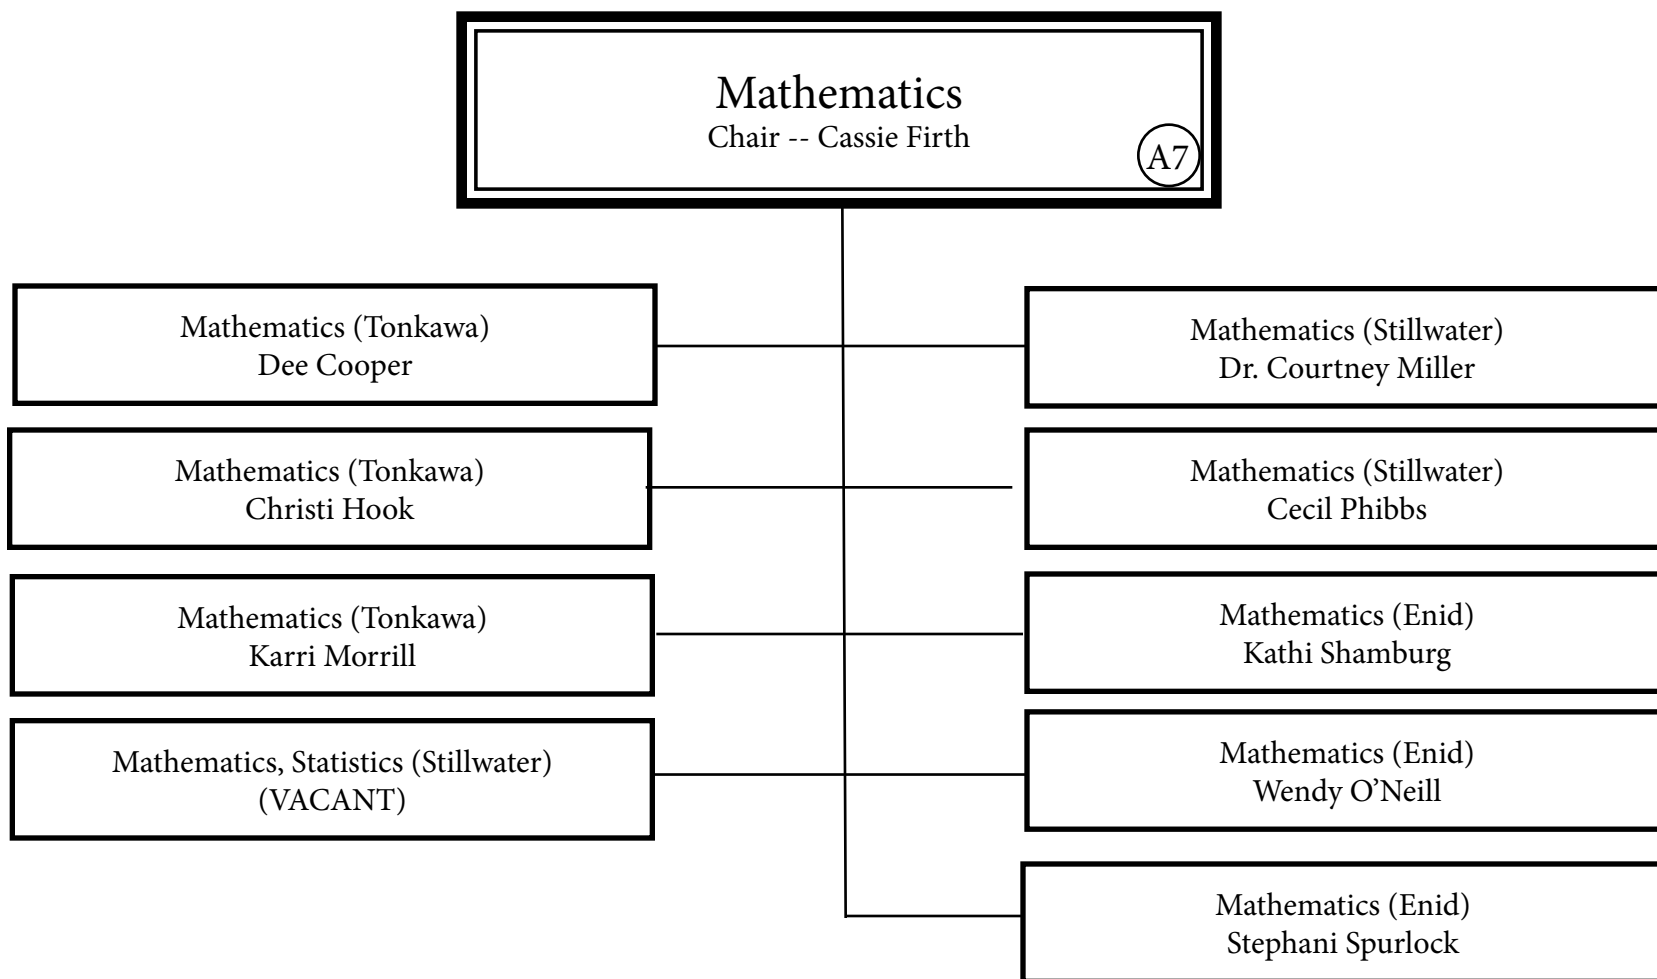 Mathematics
Chair -- Cassie Firth
A7
Mathematics (Tonkawa)
Dee Cooper
Mathematics (Stillwater)
Dr. Courtney Miller
Mathematics (Tonkawa)
Christi Hook
Mathematics (Stillwater)
Cecil Phibbs
Mathematics (Tonkawa)
Karri Morrill
Mathematics (Enid)
Kathi Shamburg
Mathematics, Statistics (Stillwater)
(VACANT)
Mathematics (Enid)
Wendy O’Neill
Mathematics (Enid)
Stephani Spurlock